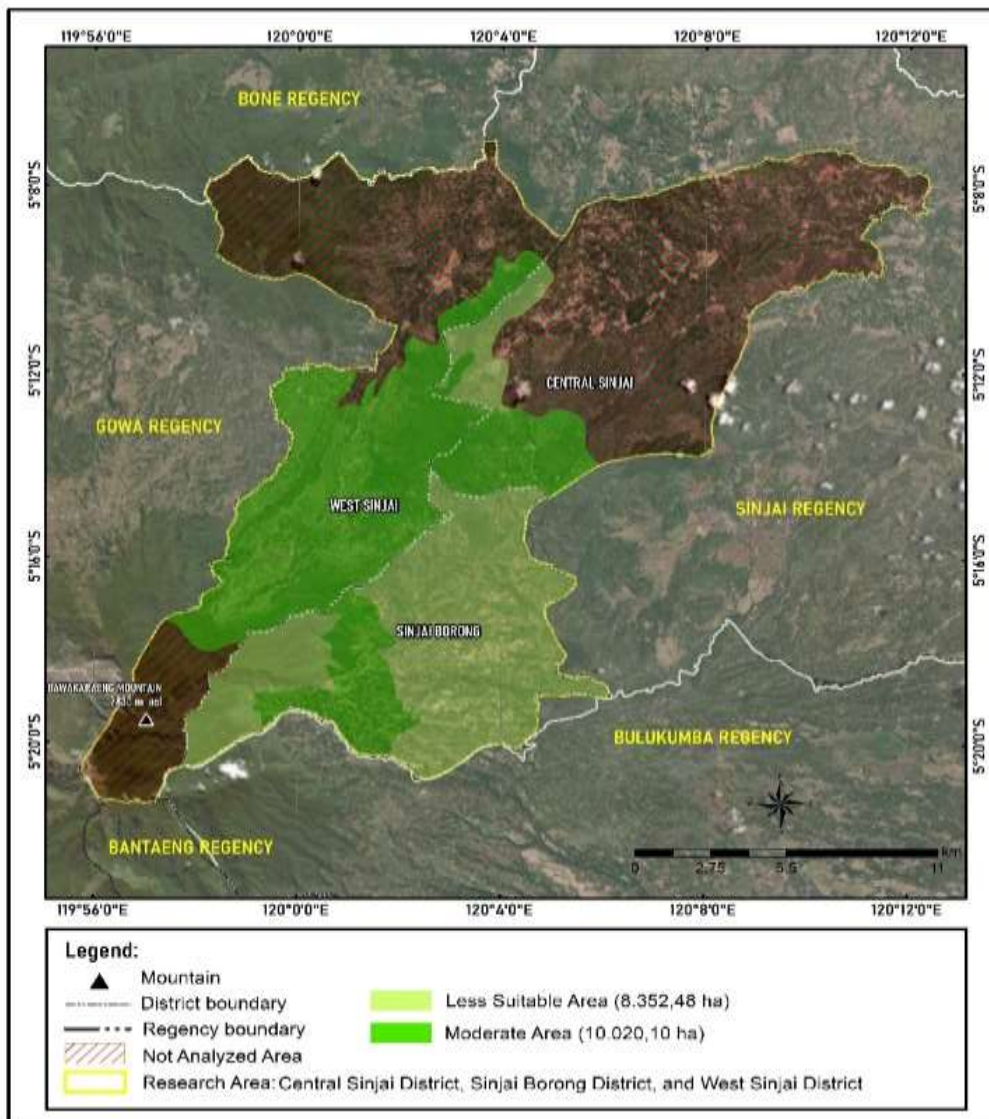 119°56'0"E 120°0'0"E 120°4'0"E 120°8'0"E 120°12'0"E
BONE REGENCY
5°8'0"S 5°8'0"S
5°12'0"S 5°12'0"S
CENTRAL SINJAI
GOWA REGENCY
WEST SINJAI
SINJAI REGENCY
5°16'0"S 5°16'0"S
SINJAI BORONG
MOUNTAIN
BULUKUMBA REGENCY
5°20'0"S 5°20'0"S
BANTAENG REGENCY
km
0 2.75 5.5 11
119°56'0"E 120°0'0"E 120°4'0"E 120°8'0"E 120°12'0"E
Legend:
Mountain
District boundary
Regency boundary
Not Analyzed Area
Less Suitable Area (8.352,48 ha)
Moderate Area (10.020,10 ha)
Research Area: Central Sinjai District, Sinjai Borong District, and West Sinjai District